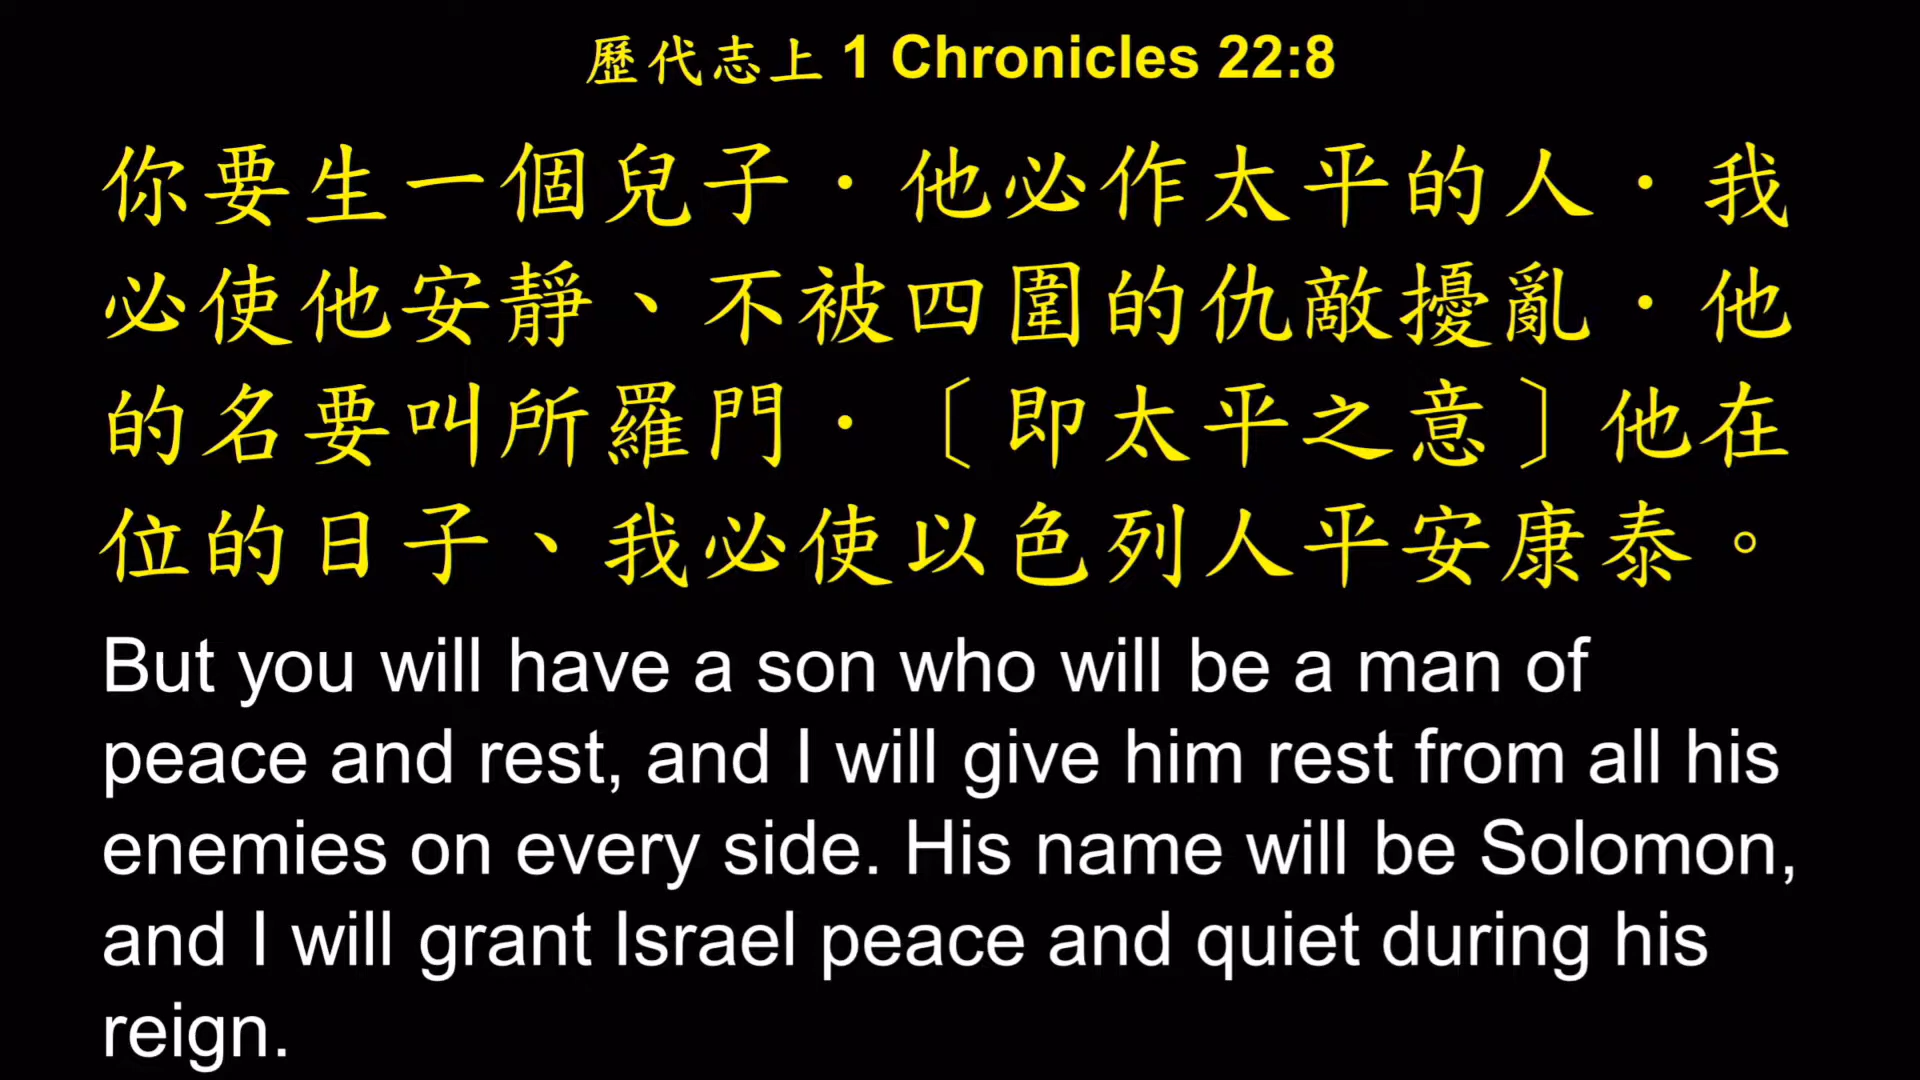 歷代志上 1 Chronicles 22:8
你要生一個兒子．他必作太平的人．我
必使他安靜、不被四圍的仇敵擾亂．他
的名要叫所羅門．〔即太平之意〕他在
位的日子、我必使以色列人平安康泰。
But you will have a son who will be a man of
peace and rest, and I will give him rest from all his
enemies on every side. His name will be Solomon,
and I will grant Israel peace and quiet during his
reign.